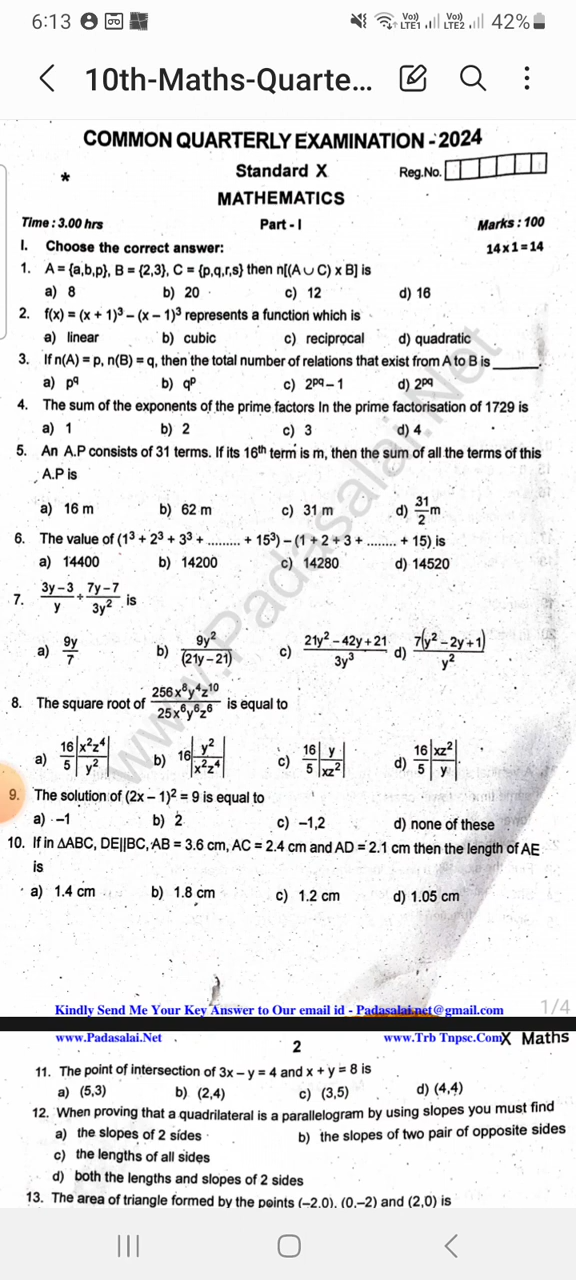 6:13 Vo)) LTE1 Vo)) LTE2 42%
10th-Maths-Quarte...
COMMON QUARTERLY EXAMINATION - 2024
* Standard X Reg.No.
MATHEMATICS
Time : 3.00 hrs Part - I Marks : 100
I. Choose the correct answer: 14 x 1 = 14
1. A = {a,b,p}, B = {2,3}, C = {p,q,r,s} then n[(A ∪ C) x B] is
a) 8 b) 20 c) 12 d) 16
2. f(x) = (x + 1)³ – (x – 1)³ represents a function which is
a) linear b) cubic c) reciprocal d) quadratic
3. If n(A) = p, n(B) = q, then the total number of relations that exist from A to B is ______.
a) p^q b) q^p c) 2^pq – 1 d) 2^pq
4. The sum of the exponents of the prime factors In the prime factorisation of 1729 is
a) 1 b) 2 c) 3 d) 4
5. An A.P consists of 31 terms. If its 16th term is m, then the sum of all the terms of this
A.P is
a) 16 m b) 62 m c) 31 m d) 31/2 m
6. The value of (1³ + 2³ + 3³ + ......... + 15³) – (1 + 2 + 3 + ........ + 15) is
a) 14400 b) 14200 c) 14280 d) 14520
7. (3y – 3)/y ÷ (7y – 7)/3y² is
a) 9y/7 b) 9y²/(21y – 21) c) (21y² – 42y + 21)/3y³ d) 7(y² – 2y + 1)/y²
8. The square root of 256x⁸y⁴z¹⁰/25x⁶y⁶z⁶ is equal to
a) 16/5 |x²z⁴/y²| b) 16 |y²/x²z⁴| c) 16/5 |y/xz²| d) 16/5 |xz²/y|
9. The solution of (2x – 1)² = 9 is equal to
a) –1 b) 2 c) –1,2 d) none of these
10. If in ΔABC, DE||BC, AB = 3.6 cm, AC = 2.4 cm and AD = 2.1 cm then the length of AE
is
a) 1.4 cm b) 1.8 cm c) 1.2 cm d) 1.05 cm
www.Padasalai.Net
Kindly Send Me Your Key Answer to Our email id - Padasalai.net@gmail.com 1/4
www.Padasalai.Net 2 www.Trb Tnpsc.Com X Maths
11. The point of intersection of 3x – y = 4 and x + y = 8 is
a) (5,3) b) (2,4) c) (3,5) d) (4,4)
12. When proving that a quadrilateral is a parallelogram by using slopes you must find
a) the slopes of 2 sides b) the slopes of two pair of opposite sides
c) the lengths of all sides
d) both the lengths and slopes of 2 sides
13. The area of triangle formed by the points (–2,0), (0,–2) and (2,0) is